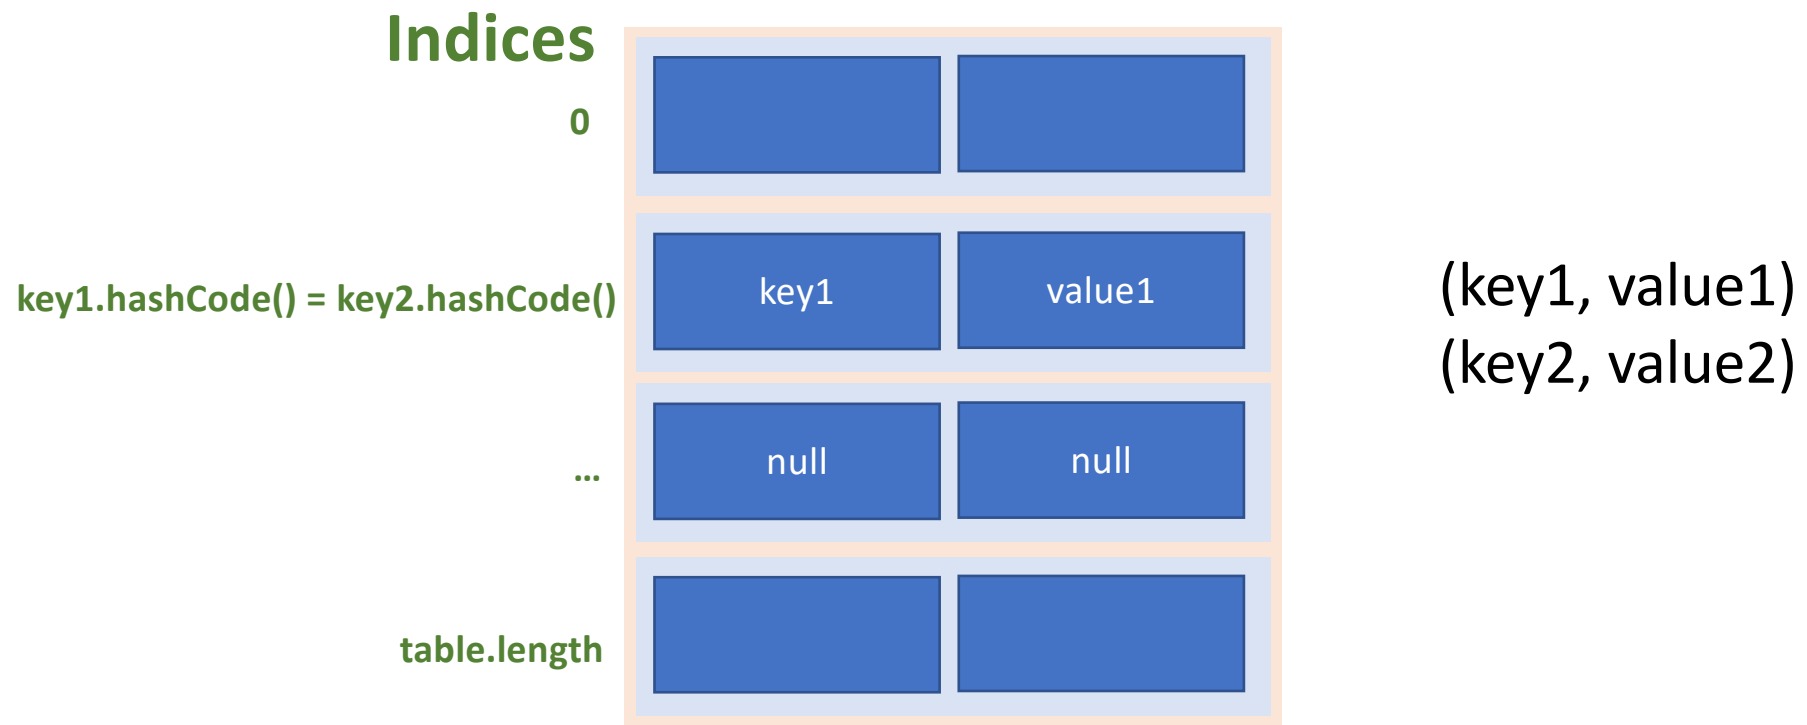 Indices
0
key1.hashCode() = key2.hashCode()
key1 value1
(key1, value1)
(key2, value2)
...
null null
table.length